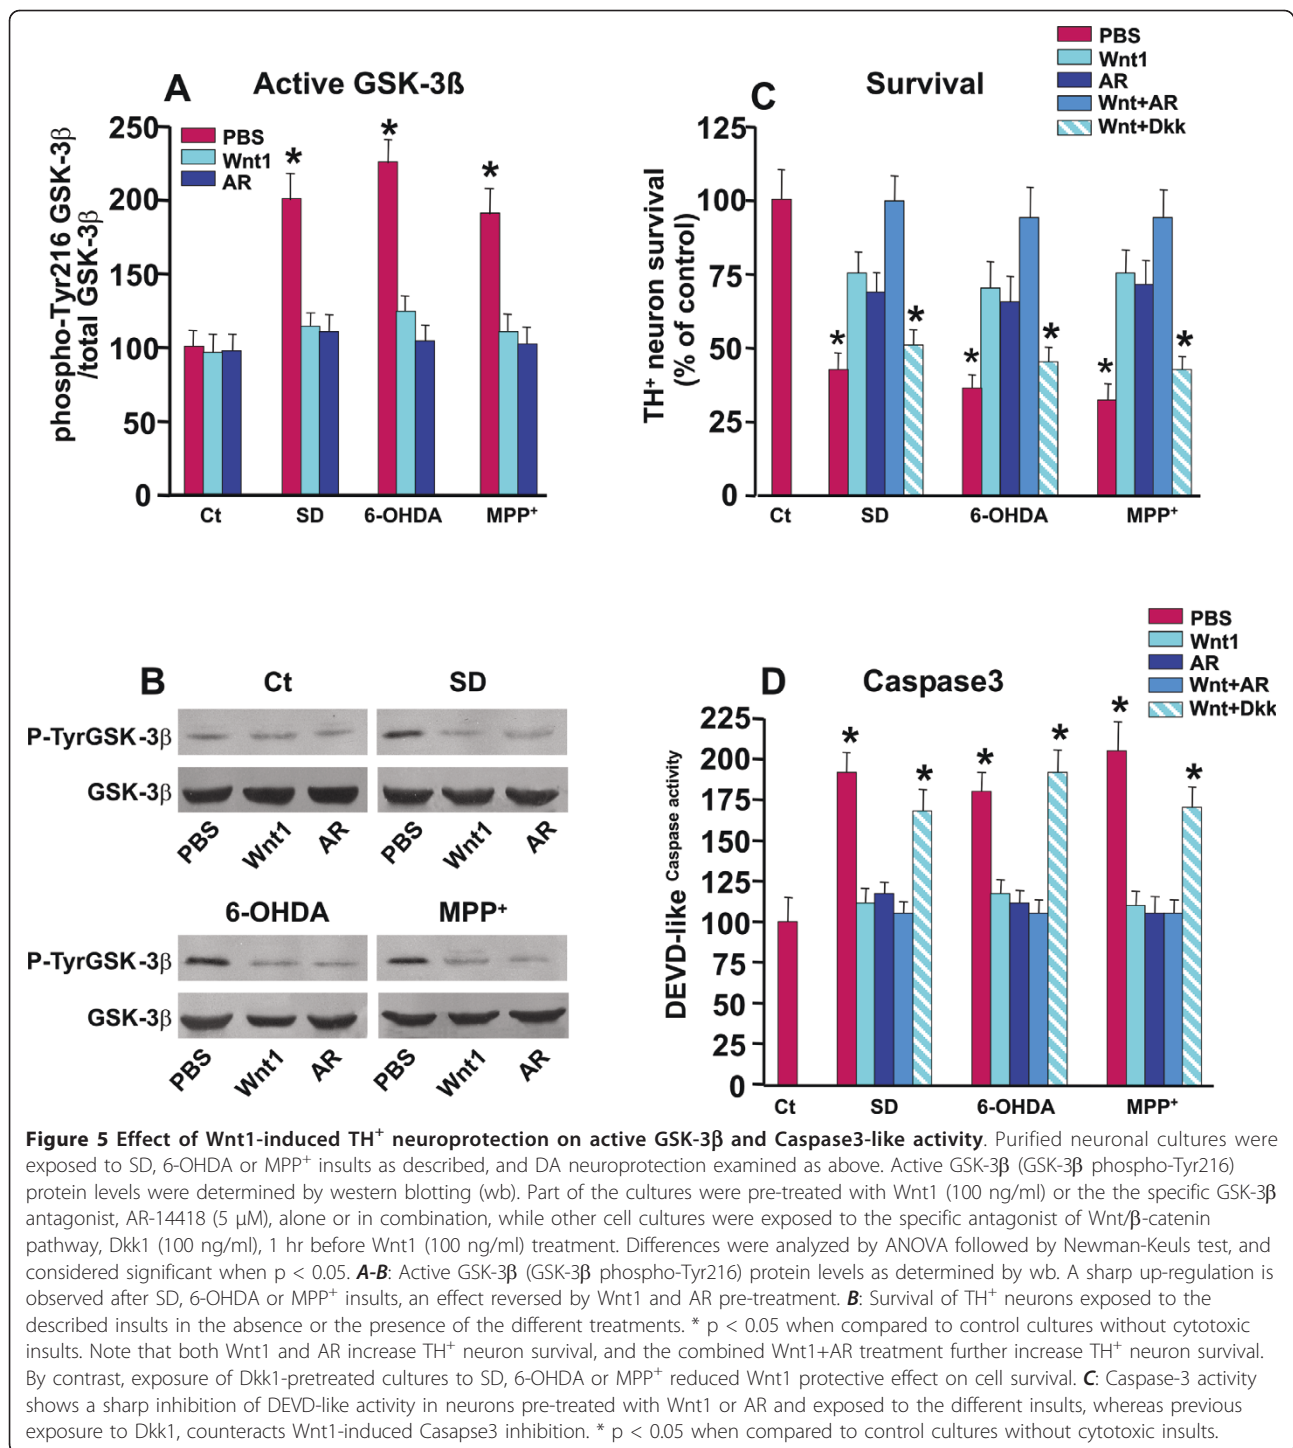 A
Active GSK-3ß
phospho-Tyr216 GSK-3β
/total GSK-3β
250
200
150
100
50
0
PBS
Wnt1
AR
*
*
*
Ct
SD
6-OHDA
MPP⁺
C
Survival
PBS
Wnt1
AR
Wnt+AR
Wnt+Dkk
TH⁺ neuron survival
(% of control)
125
100
75
50
25
0
*
*
*
*
*
*
Ct
SD
6-OHDA
MPP⁺
B
Ct
SD
P-TyrGSK-3β
GSK-3β
PBS
Wnt1
AR
PBS
Wnt1
AR
6-OHDA
MPP⁺
P-TyrGSK-3β
GSK-3β
PBS
Wnt1
AR
PBS
Wnt1
AR
D
Caspase3
PBS
Wnt1
AR
Wnt+AR
Wnt+Dkk
DEVD-like Caspase activity
225
200
175
150
125
100
75
50
25
0
*
*
*
*
*
*
Ct
SD
6-OHDA
MPP⁺
Figure 5 Effect of Wnt1-induced TH⁺ neuroprotection on active GSK-3β and Caspase3-like activity. Purified neuronal cultures were
exposed to SD, 6-OHDA or MPP⁺ insults as described, and DA neuroprotection examined as above. Active GSK-3β (GSK-3β phospho-Tyr216)
protein levels were determined by western blotting (wb). Part of the cultures were pre-treated with Wnt1 (100 ng/ml) or the the specific GSK-3β
antagonist, AR-14418 (5 μM), alone or in combination, while other cell cultures were exposed to the specific antagonist of Wnt/β-catenin
pathway, Dkk1 (100 ng/ml), 1 hr before Wnt1 (100 ng/ml) treatment. Differences were analyzed by ANOVA followed by Newman-Keuls test, and
considered significant when p < 0.05. A-B: Active GSK-3β (GSK-3β phospho-Tyr216) protein levels as determined by wb. A sharp up-regulation is
observed after SD, 6-OHDA or MPP⁺ insults, an effect reversed by Wnt1 and AR pre-treatment. B: Survival of TH⁺ neurons exposed to the
described insults in the absence or the presence of the different treatments. * p < 0.05 when compared to control cultures without cytotoxic
insults. Note that both Wnt1 and AR increase TH⁺ neuron survival, and the combined Wnt1+AR treatment further increase TH⁺ neuron survival.
By contrast, exposure of Dkk1-pretreated cultures to SD, 6-OHDA or MPP⁺ reduced Wnt1 protective effect on cell survival. C: Caspase-3 activity
shows a sharp inhibition of DEVD-like activity in neurons pre-treated with Wnt1 or AR and exposed to the different insults, whereas previous
exposure to Dkk1, counteracts Wnt1-induced Casapse3 inhibition. * p < 0.05 when compared to control cultures without cytotoxic insults.